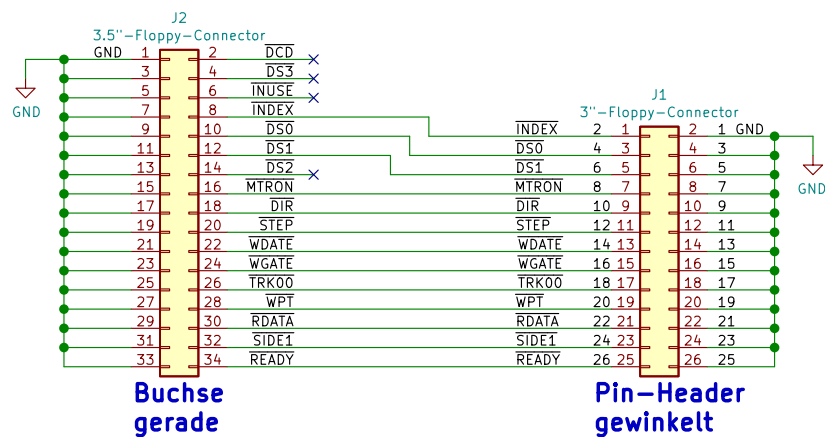 J2
3.5"-Floppy-Connector
GND 1 2 DCD
3 4 DS3
5 6 INUSE
GND
7 8 INDEX
J1
3"-Floppy-Connector
9 10 DS0 INDEX 2 1 2 1 GND
11 12 DS1 DS0 4 3 4 3
13 14 DS2 DS1 6 5 6 5
15 16 MTRON MTRON 8 7 8 7
GND
17 18 DIR DIR 10 9 10 9
19 20 STEP STEP 12 11 12 11
21 22 WDATE WDATE 14 13 14 13
23 24 WGATE WGATE 16 15 16 15
25 26 TRK00 TRK00 18 17 18 17
27 28 WPT WPT 20 19 20 19
29 30 RDATA RDATA 22 21 22 21
31 32 SIDE1 SIDE1 24 23 24 23
33 34 READY READY 26 25 26 25
Buchse
gerade
Pin-Header
gewinkelt